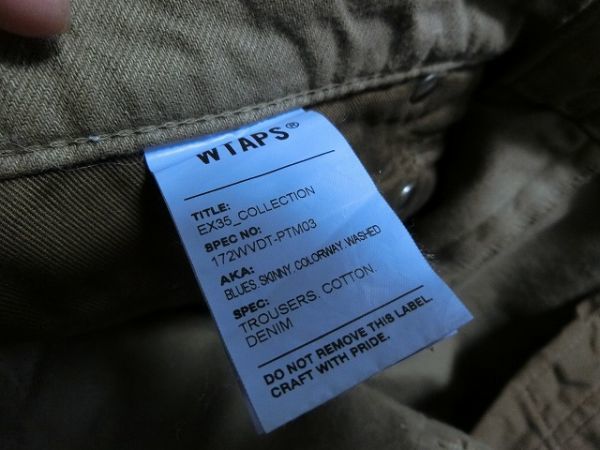 WTAPS®
TITLE:
EX35_COLLECTION
SPEC NO:
172WVDT-PTM03
AKA:
BLUES. SKINNY. COLORWAY. WASHED
SPEC:
TROUSERS. COTTON.
DENIM
DO NOT REMOVE THIS LABEL.
CRAFT WITH PRIDE.